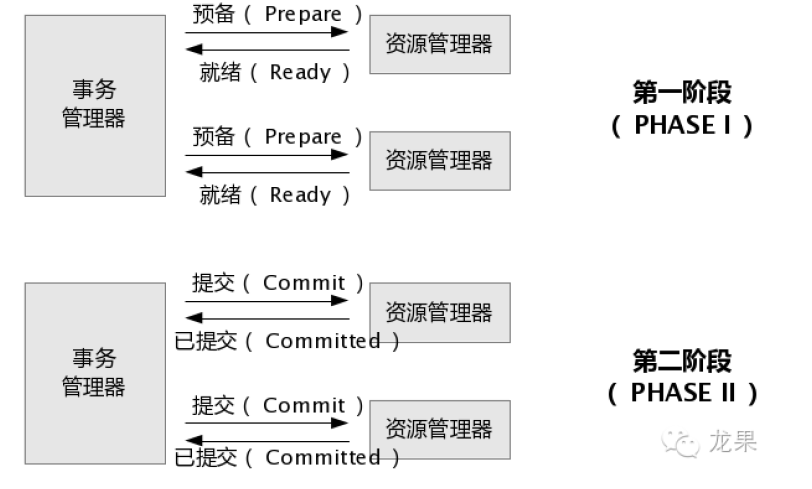 预备( Prepare )
资源管理器
就绪( Ready )
事务
管理器
第一阶段
( PHASE I )
预备( Prepare )
资源管理器
就绪( Ready )
提交( Commit )
资源管理器
已提交( Committed )
事务
管理器
第二阶段
( PHASE II )
提交( Commit )
资源管理器
已提交( Committed )
龙果